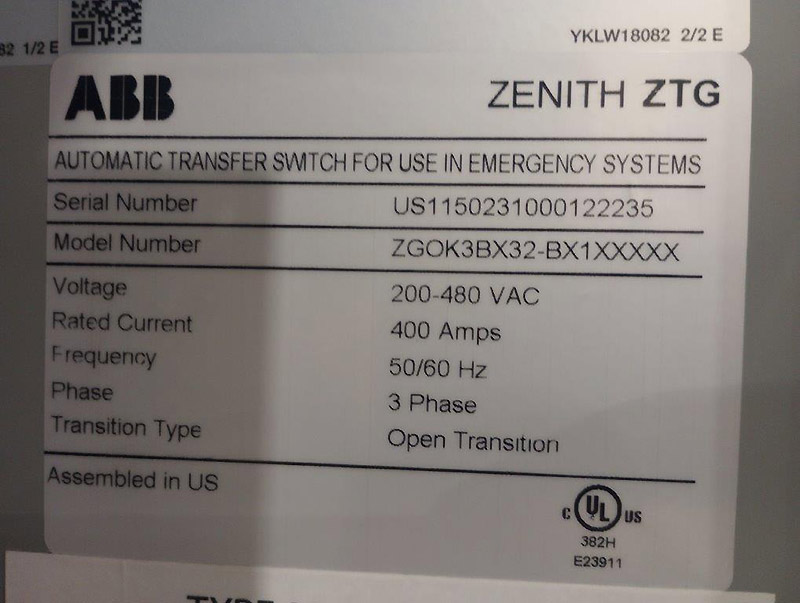 82 1/2 E
YKLW18082 2/2 E
ABB
ZENITH ZTG
AUTOMATIC TRANSFER SWITCH FOR USE IN EMERGENCY SYSTEMS
Serial Number US1150231000122235
Model Number ZGOK3BX32-BX1XXXXX
Voltage 200-480 VAC
Rated Current 400 Amps
Frequency 50/60 Hz
Phase 3 Phase
Transition Type Open Transition
Assembled in US
C UL US
382H
E23911